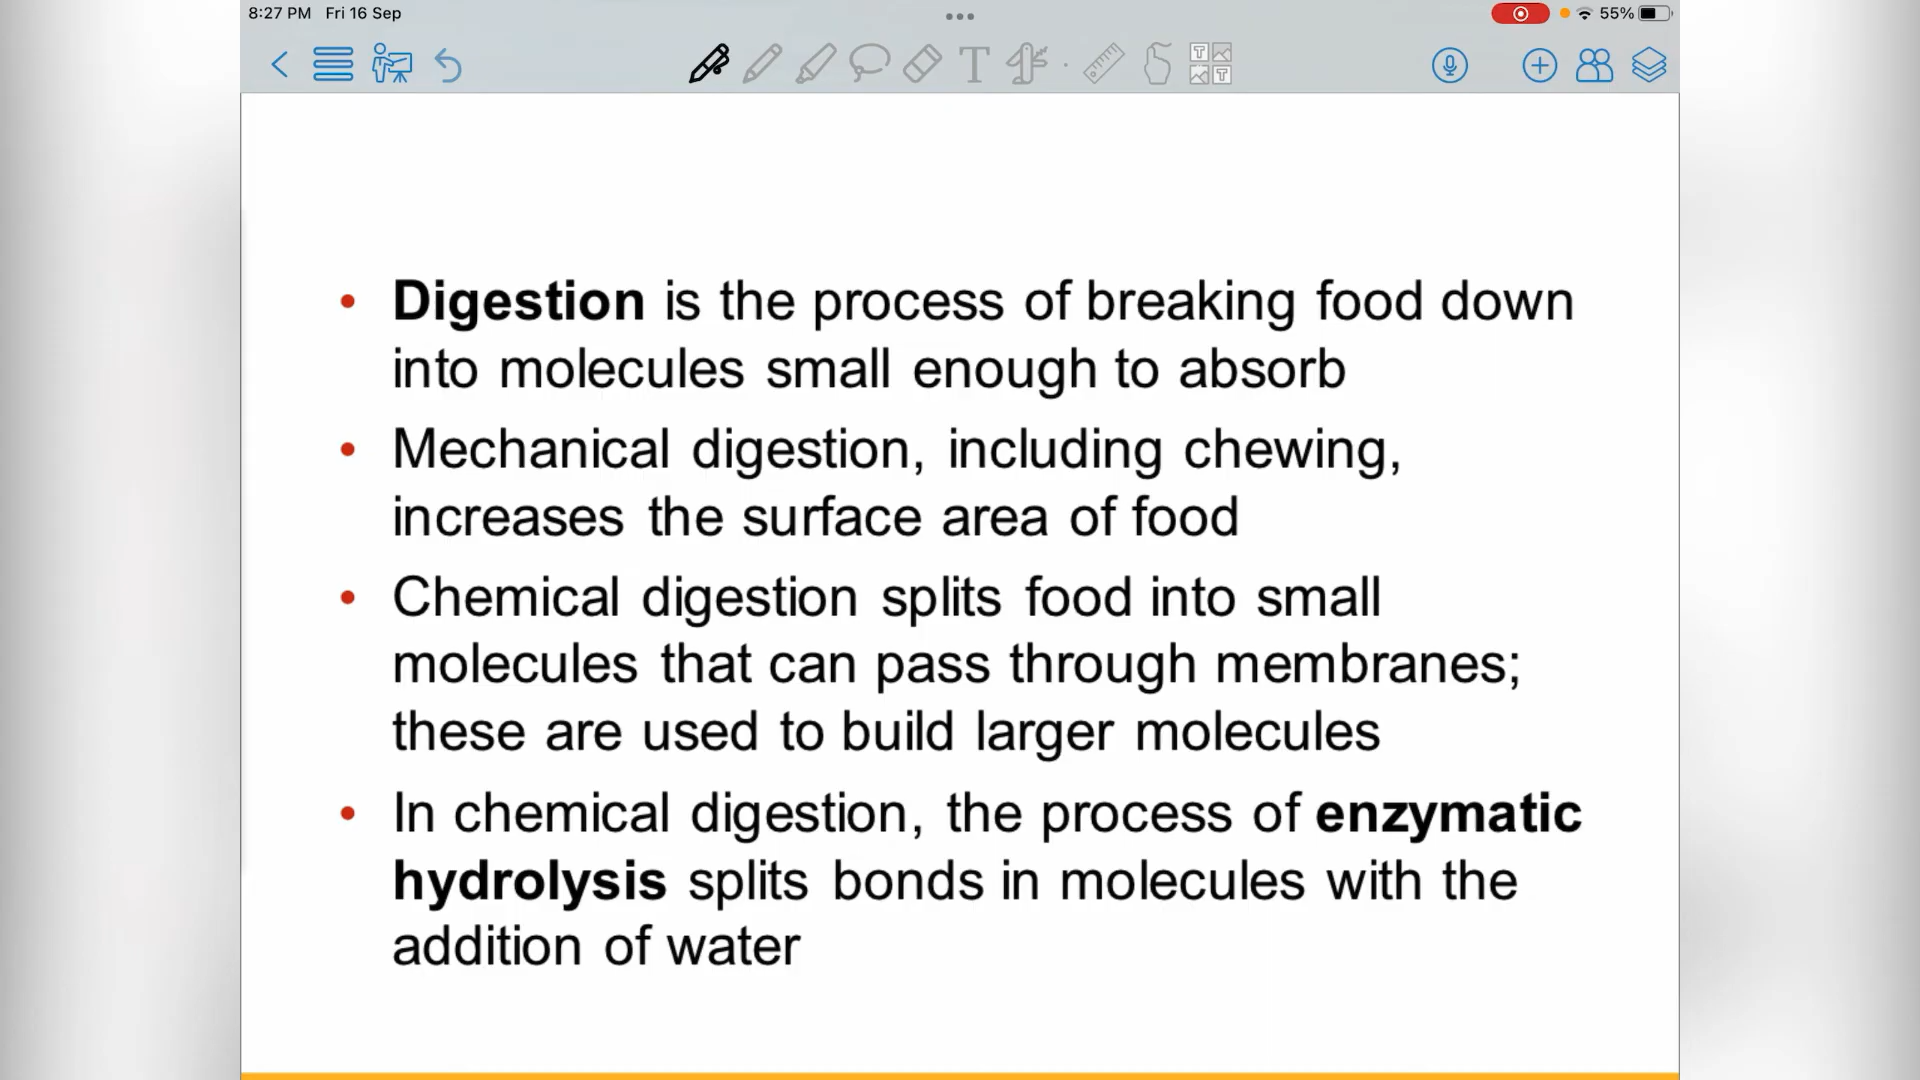 8:27 PM Fri 16 Sep
55%
• Digestion is the process of breaking food down
into molecules small enough to absorb
• Mechanical digestion, including chewing,
increases the surface area of food
• Chemical digestion splits food into small
molecules that can pass through membranes;
these are used to build larger molecules
• In chemical digestion, the process of enzymatic
hydrolysis splits bonds in molecules with the
addition of water